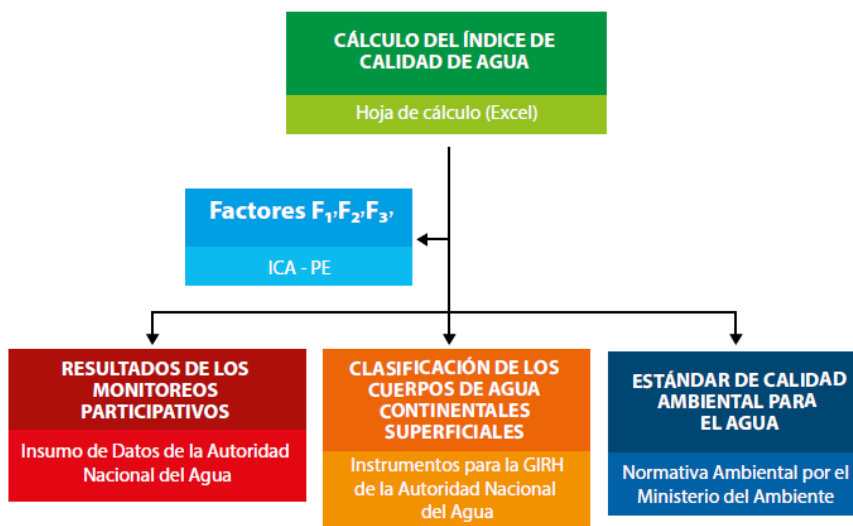 CÁLCULO DEL ÍNDICE DE
CALIDAD DE AGUA
Hoja de cálculo (Excel)
Factores F₁,F₂,F₃,
ICA - PE
RESULTADOS DE LOS
MONITOREOS
PARTICIPATIVOS
Insumo de Datos de la Autoridad
Nacional del Agua
CLASIFICACIÓN DE LOS
CUERPOS DE AGUA
CONTINENTALES
SUPERFICIALES
Instrumentos para la GIRH
de la Autoridad Nacional
del Agua
ESTÁNDAR DE CALIDAD
AMBIENTAL PARA
EL AGUA
Normativa Ambiental por el
Ministerio del Ambiente